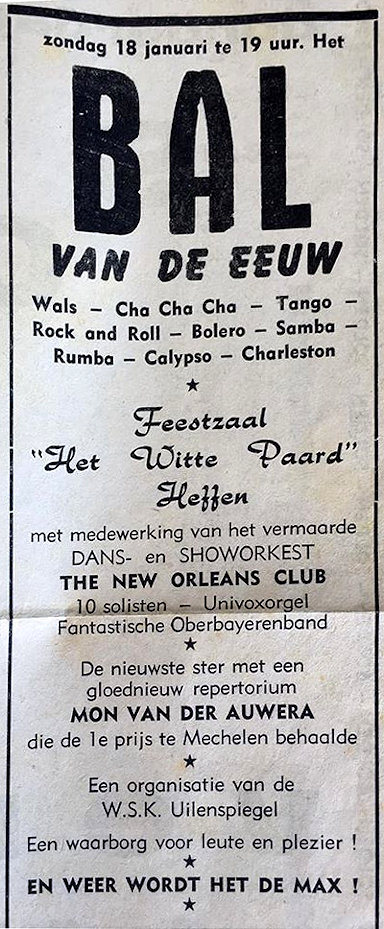 zondag 18 januari te 19 uur. Het
BAL
VAN DE EEUW
Wals – Cha Cha Cha – Tango –
Rock and Roll – Bolero – Samba –
Rumba – Calypso – Charleston
★
Feestzaal
"Het Witte Paard"
Heffen
met medewerking van het vermaarde
DANS- en SHOWORKEST
THE NEW ORLEANS CLUB
10 solisten – Univoxorgel
Fantastische Oberbayerenband
★
De nieuwste ster met een
gloednieuw repertorium
MON VAN DER AUWERA
die de 1e prijs te Mechelen behaalde
★
Een organisatie van de
W.S.K. Uilenspiegel
Een waarborg voor leute en plezier !
★
EN WEER WORDT HET DE MAX !
★